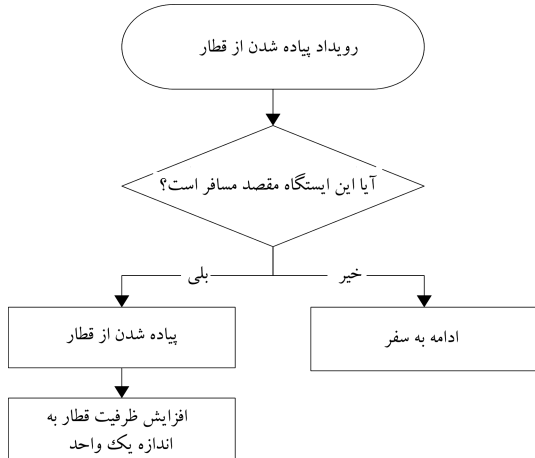 رویداد پیاده شدن از قطار
آیا این ایستگاه مقصد مسافر است؟
خیر
بلی
ادامه به سفر
پیاده شدن از قطار
افزایش ظرفیت قطار به
اندازه یک واحد